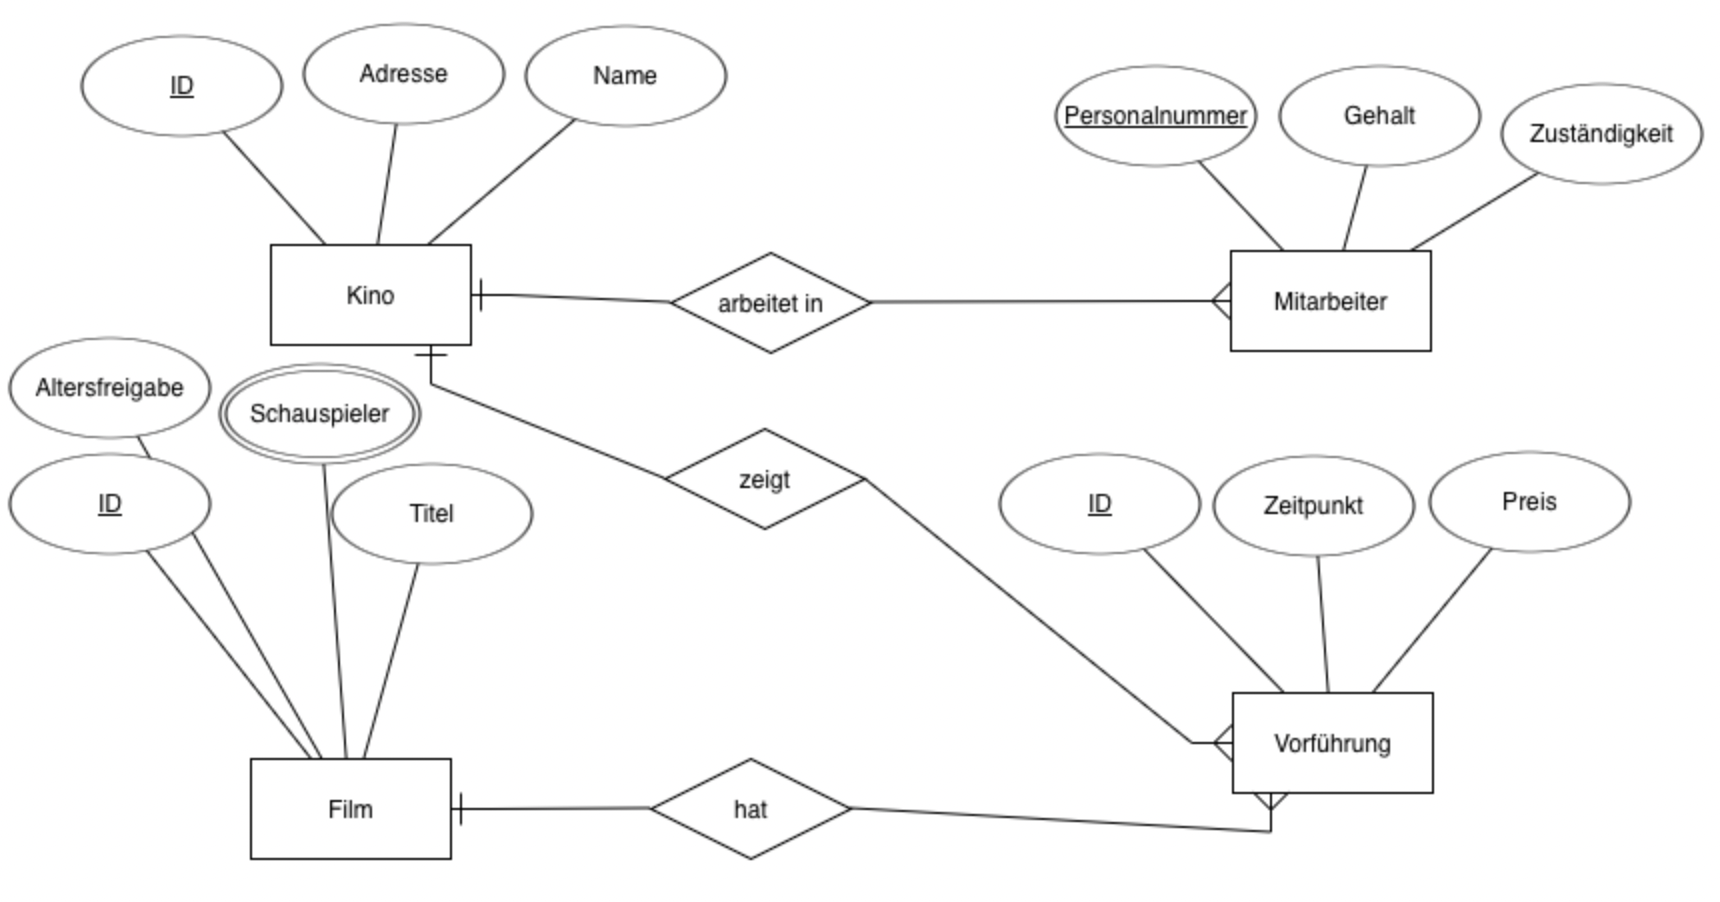 ID
Adresse
Name
Personalnummer
Gehalt
Zuständigkeit
Kino
arbeitet in
Mitarbeiter
Altersfreigabe
Schauspieler
ID
Titel
zeigt
ID
Zeitpunkt
Preis
Vorführung
Film
hat